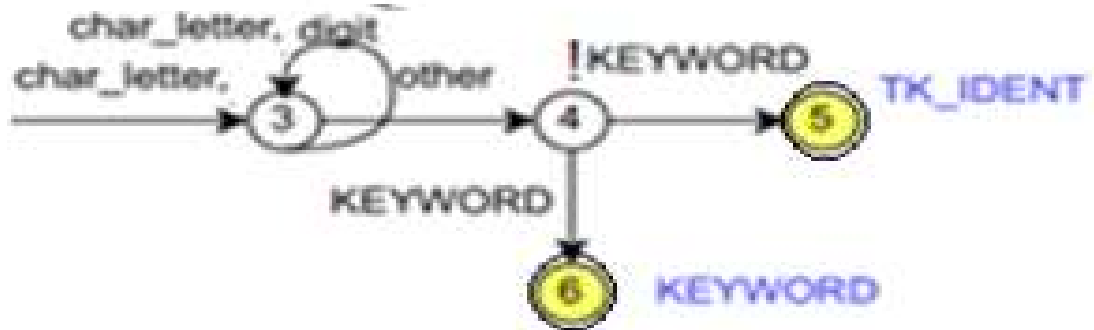 char_letter, digit
char_letter,
other
!KEYWORD
TK_IDENT
3
4
5
KEYWORD
6
KEYWORD